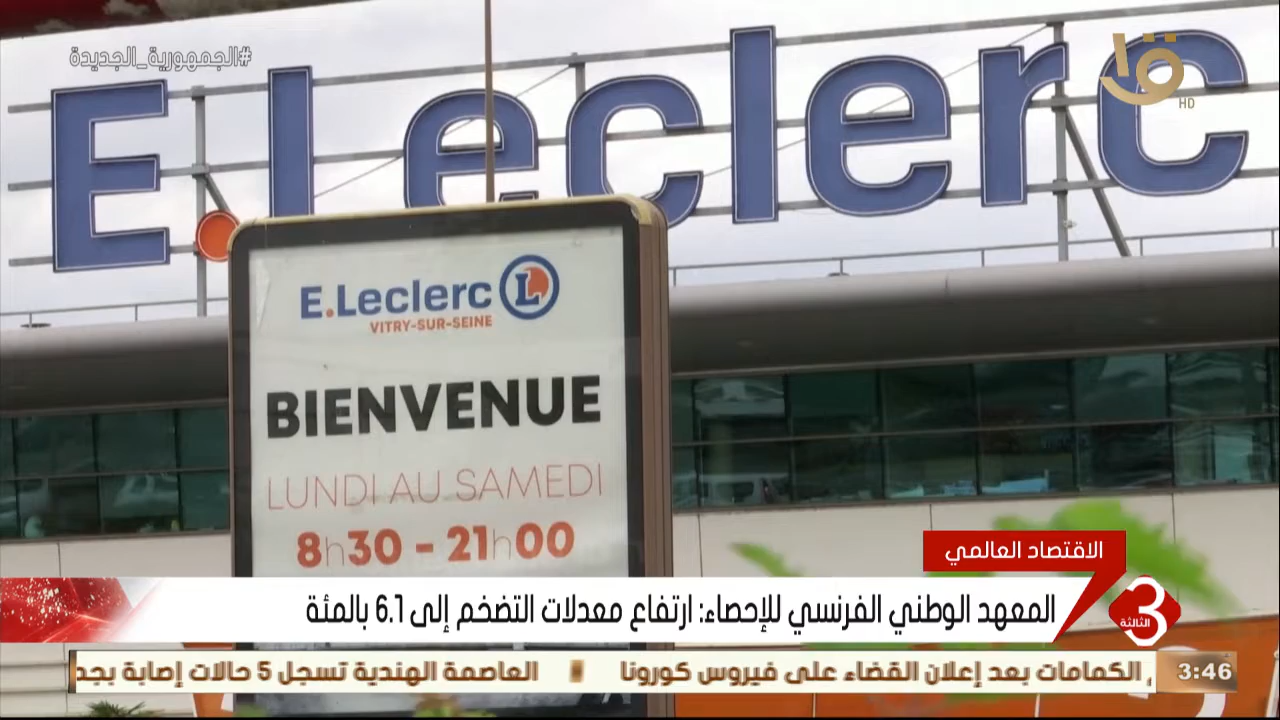 #الجمهورية_الجديدة
HD
E.Leclerc
E.Leclerc L
VITRY-SUR-SEINE
BIENVENUE
LUNDI AU SAMEDI
8h30 - 21h00
الاقتصاد العالمي
المعهد الوطني الفرنسي للإحصاء: ارتفاع معدلات التضخم إلى 6.1 بالمئة
3 الثالثة
الكمامات بعد إعلان القضاء على فيروس كورونا العاصمة الهندية تسجل 5 حالات إصابة
3:46